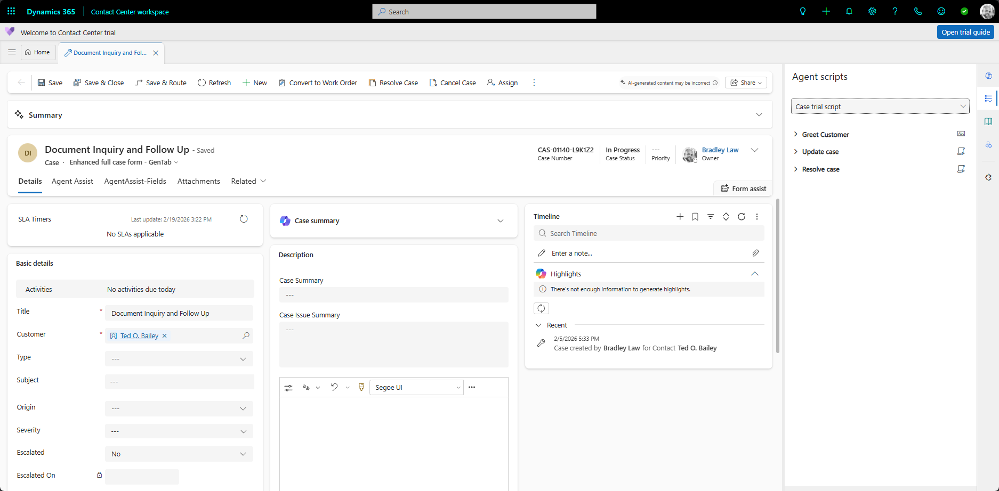 Dynamics 365
Contact Center workspace
Search
Welcome to Contact Center trial
Open trial guide
Home
Document Inquiry and Fol...
Save
Save & Close
Save & Route
Refresh
New
Convert to Work Order
Resolve Case
Cancel Case
Assign
AI-generated content may be incorrect
Share
Summary
DI
Document Inquiry and Follow Up - Saved
Case · Enhanced full case form - GenTab
CAS-01140-L9K1Z2
Case Number
In Progress
Case Status
---
Priority
Bradley Law
Owner
Details
Agent Assist
AgentAssist-Fields
Attachments
Related
Form assist
SLA Timers
Last update: 2/19/2026 3:22 PM
No SLAs applicable
Basic details
Activities
No activities due today
Title
*
Document Inquiry and Follow Up
Customer
*
Ted O. Bailey
Type
---
Subject
---
Origin
---
Severity
---
Escalated
No
Escalated On
Case summary
Description
Case Summary
---
Case Issue Summary
---
Segoe UI
Timeline
Search Timeline
Enter a note...
Highlights
There's not enough information to generate highlights.
Recent
2/5/2026 5:33 PM
Case created by Bradley Law for Contact Ted O. Bailey
Agent scripts
Case trial script
Greet Customer
Abc
Update case
Resolve case